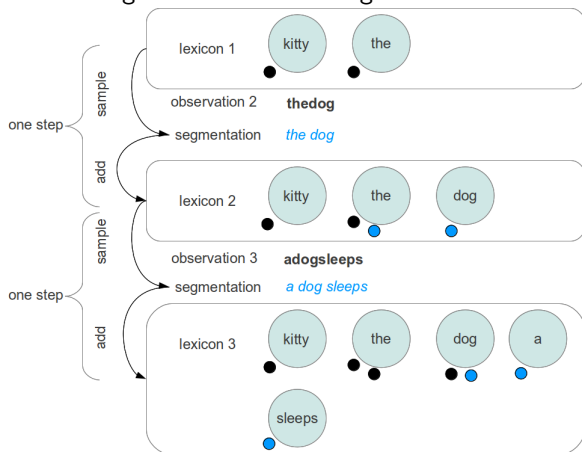 lexicon 1 kitty the
sample
observation 2 thedog
one step
segmentation the dog
add
lexicon 2 kitty the dog
sample
observation 3 adogsleeps
one step
segmentation a dog sleeps
add
lexicon 3 kitty the dog a
sleeps